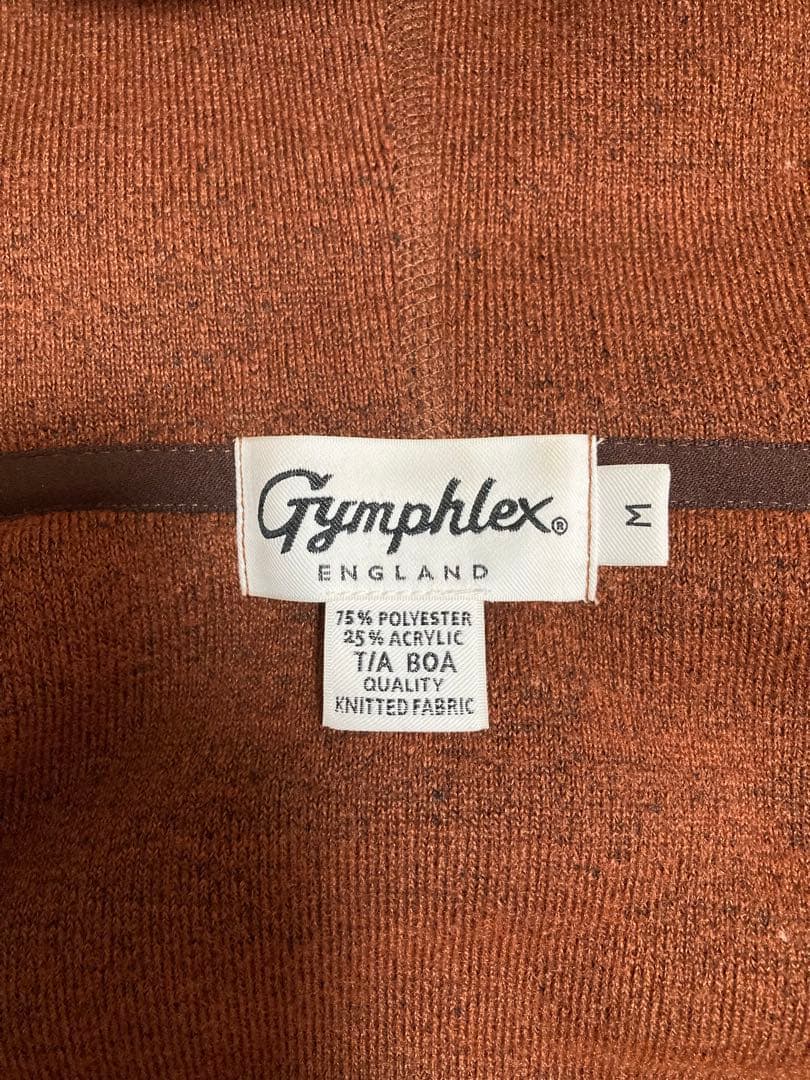 Gymphlex®
ENGLAND
M
75% POLYESTER
25% ACRYLIC
T/A BOA
QUALITY
KNITTED FABRIC